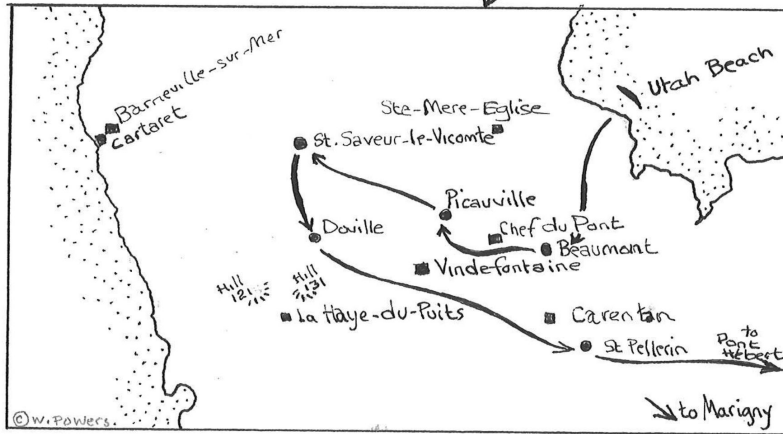 Barneville-sur-Mer
Cartaret
Utah Beach
Ste-Mere-Eglise
St. Saveur-le-Vicomte
Picauville
Chef du Pont
Beaumont
Doville
Vindefontaine
Hill
121
Hill
131
La Haye-du-Puits
Carentan
St Pellerin
to
Pont
Hebert
to Marigny
© W. Powers.